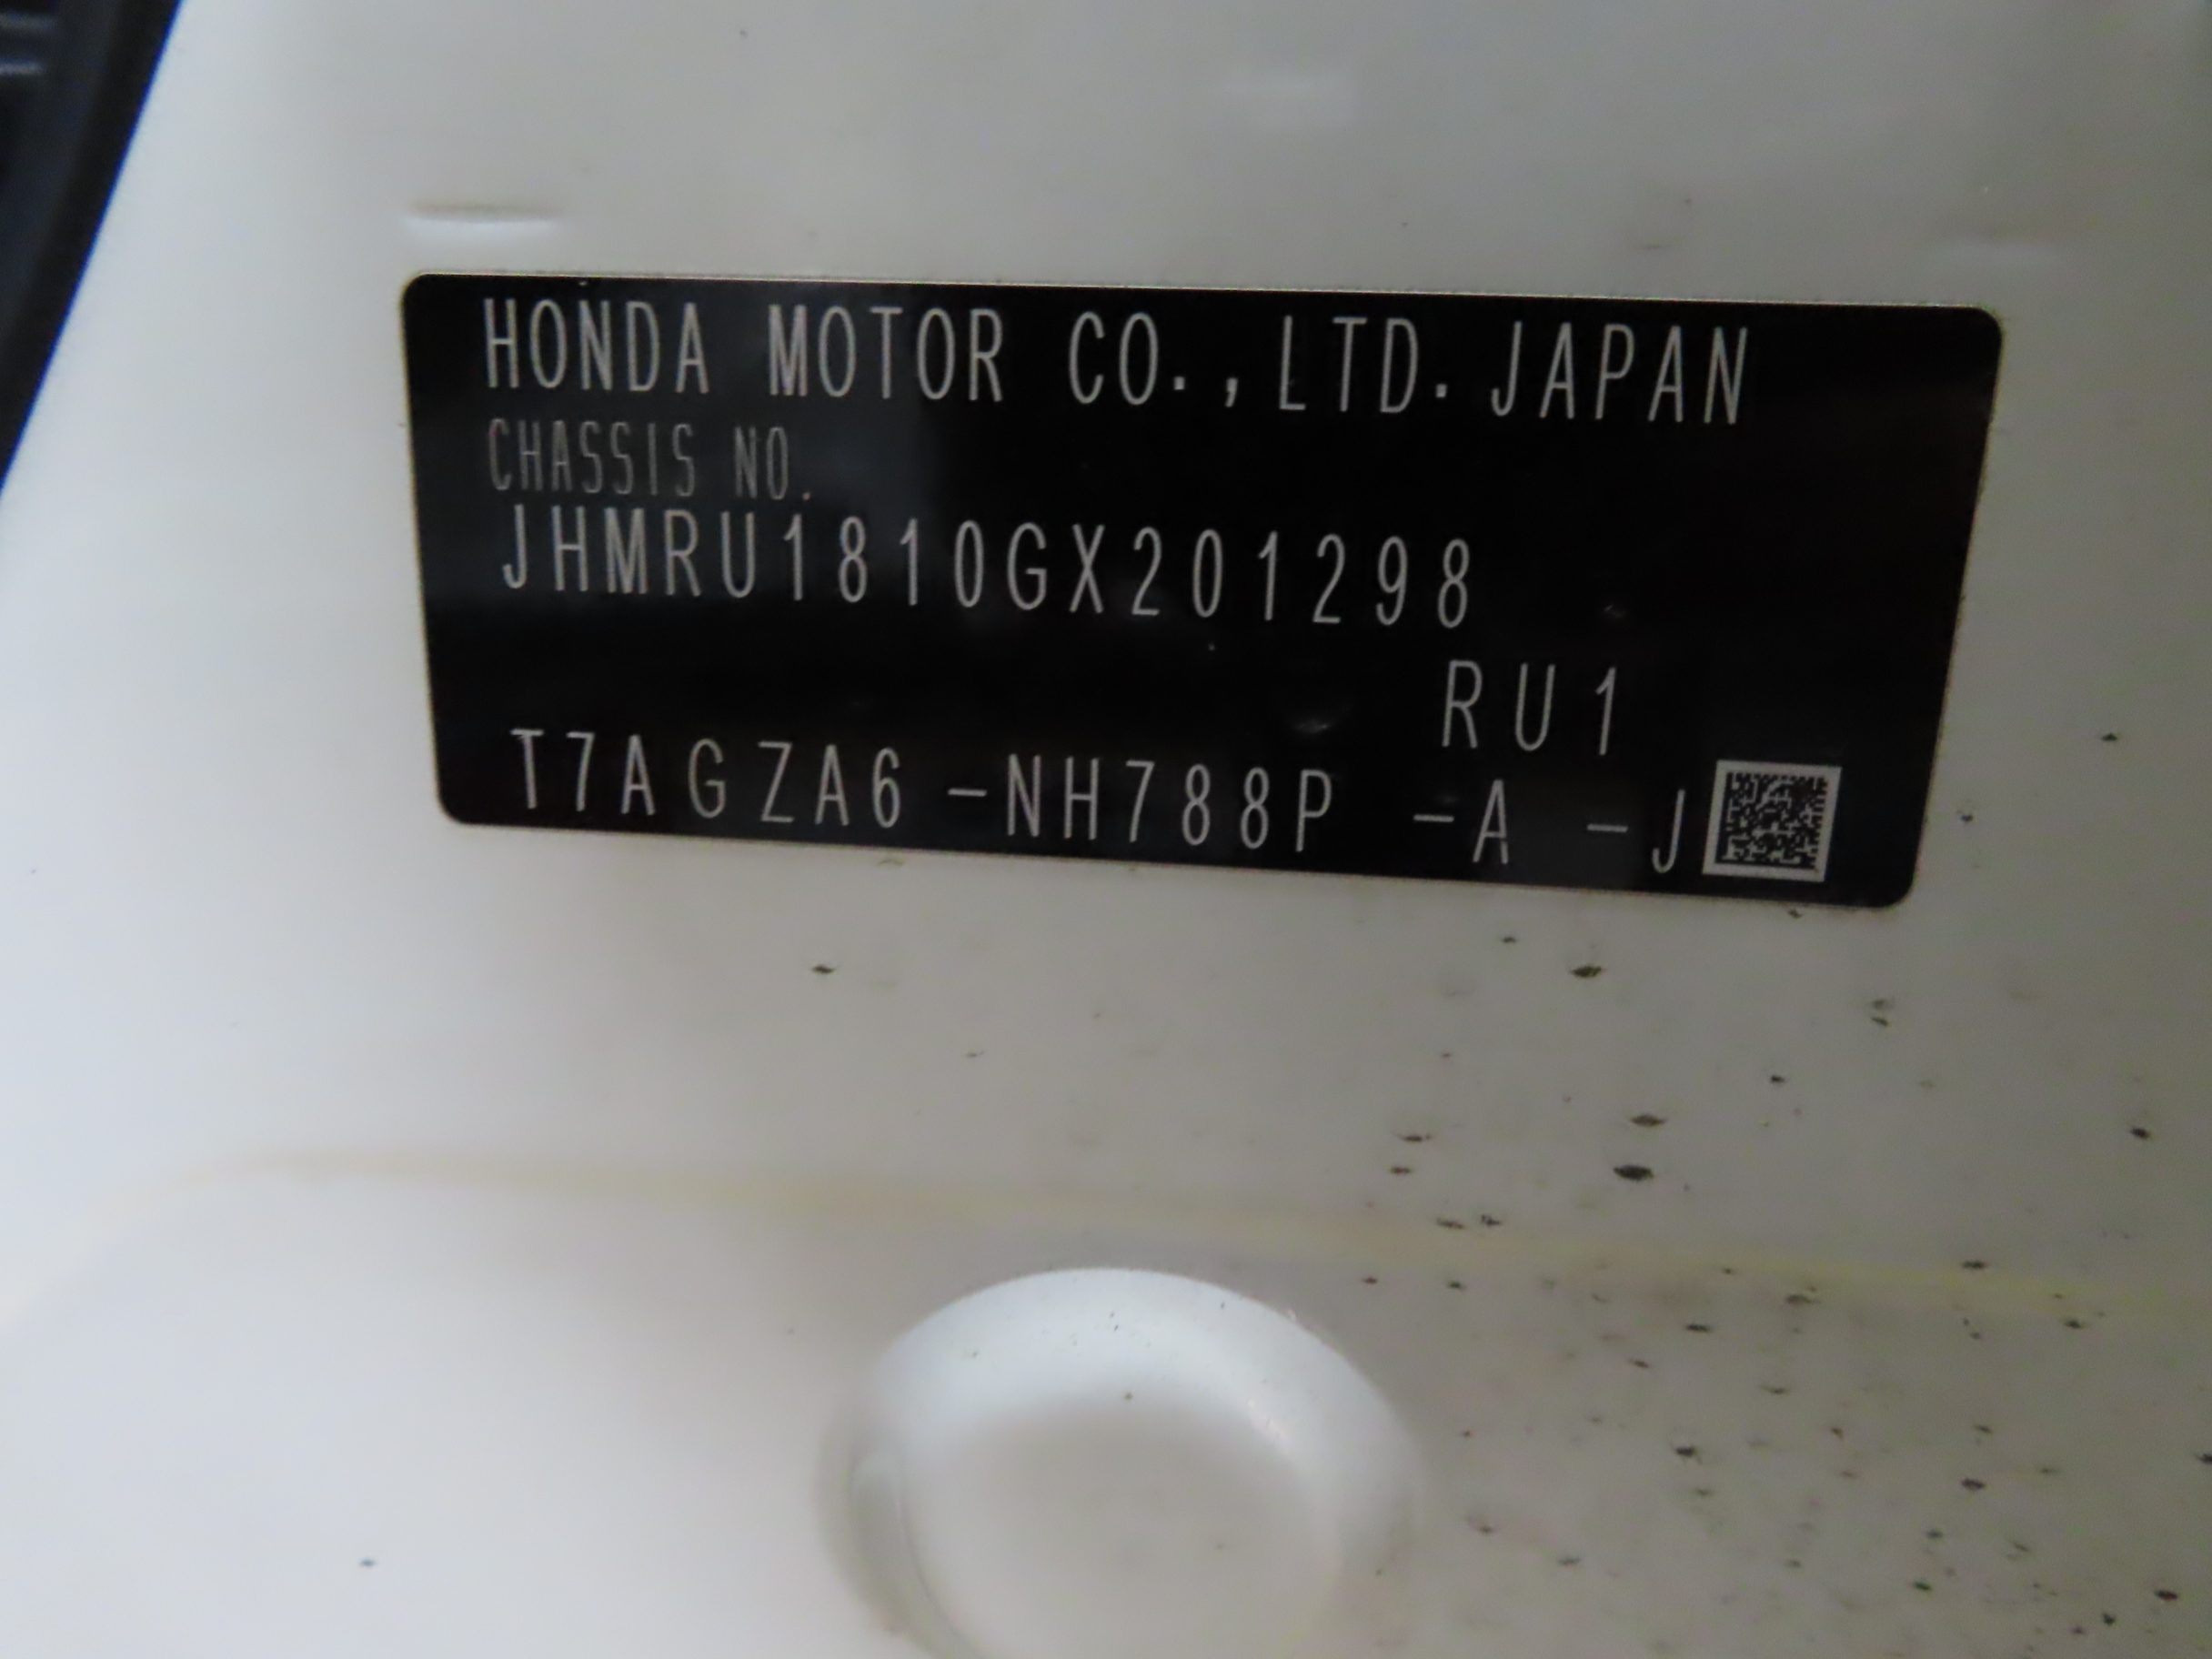 HONDA MOTOR CO.,LTD.JAPAN
CHASSIS NO.
JHMRU1810GX201298
RU1
T7AGZA6 -NH788P -A -J